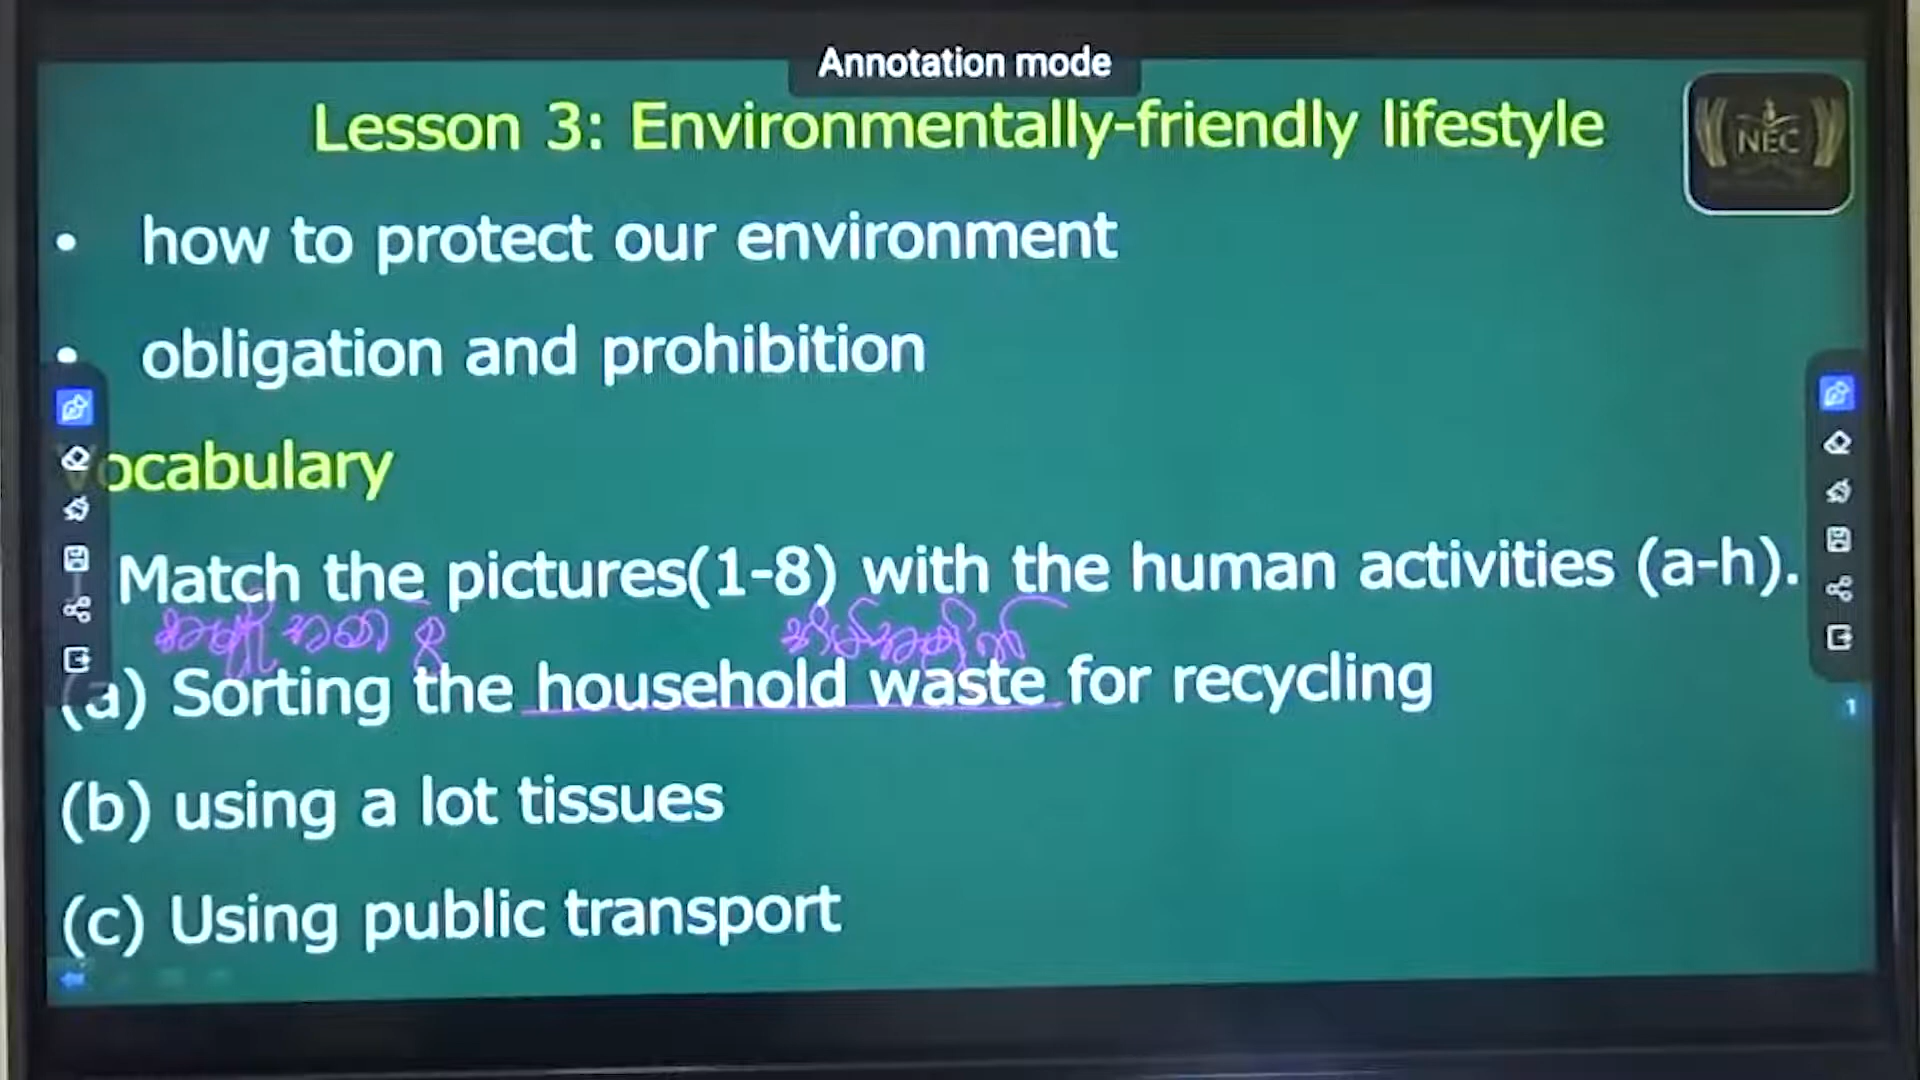 Annotation mode
Lesson 3: Environmentally-friendly lifestyle
NEC
• how to protect our environment
• obligation and prohibition
Vocabulary
Match the pictures(1-8) with the human activities (a-h).
(a) Sorting the household waste for recycling
(b) using a lot tissues
(c) Using public transport
1